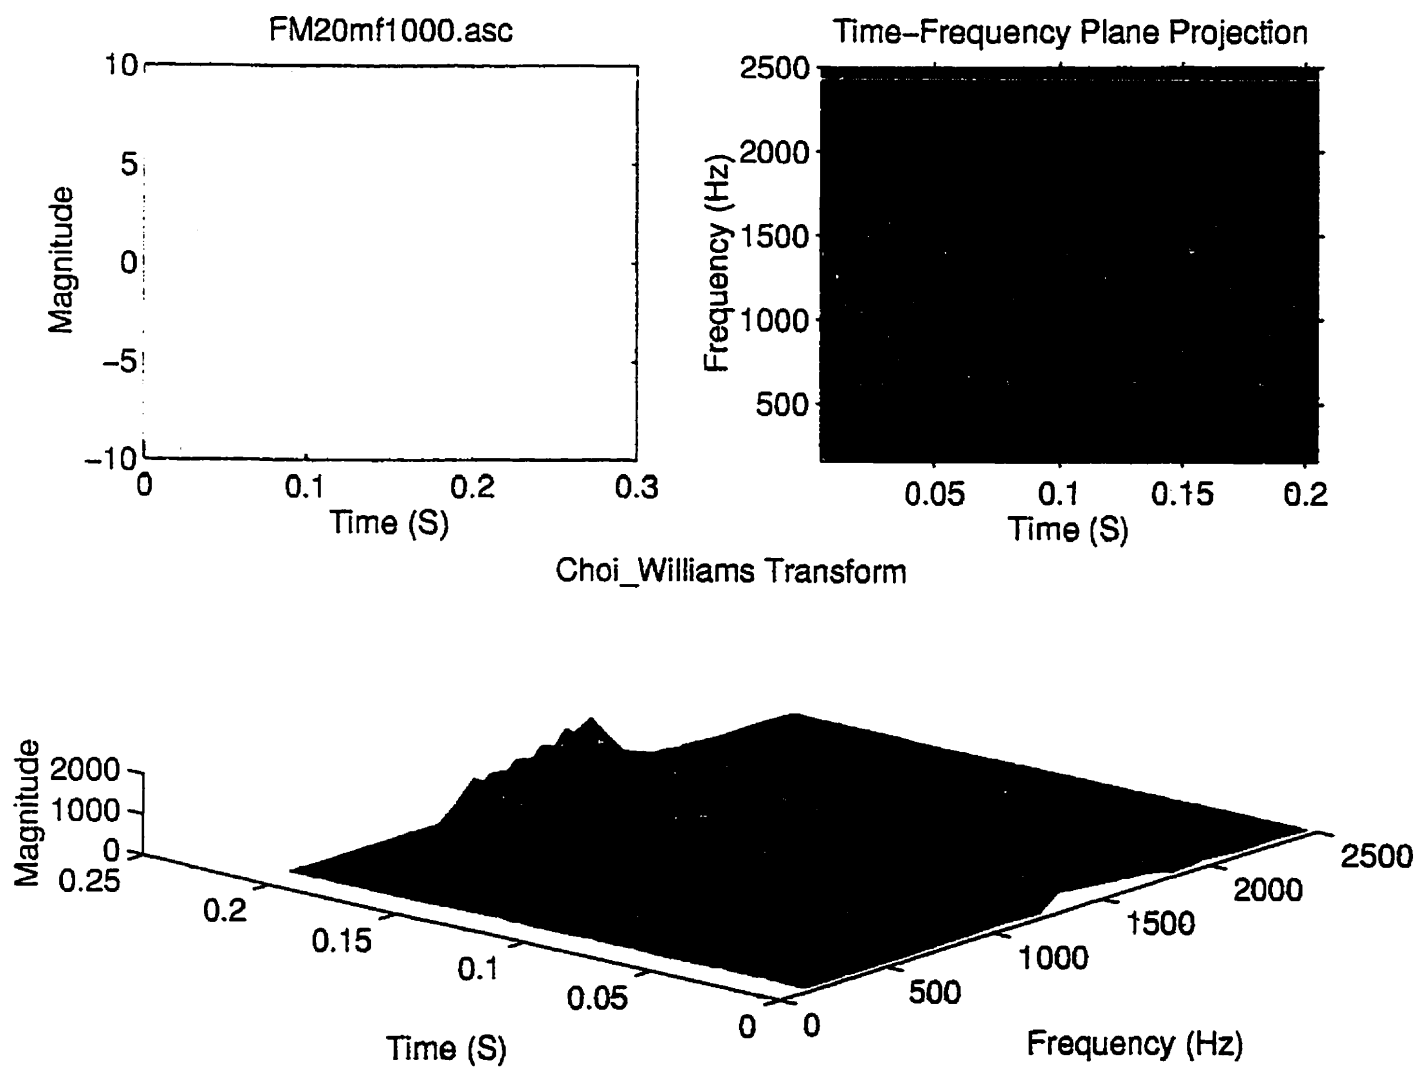 FM20mf1000.asc
10
5
0
−5
−10
Magnitude
0 0.1 0.2 0.3
Time (S)
Time−Frequency Plane Projection
2500
2000
1500
1000
500
Frequency (Hz)
0.05 0.1 0.15 0.2
Time (S)
Choi_Williams Transform
2000
1000
0
Magnitude
0.25
0.2
0.15
0.1
0.05
0
Time (S)
0
500
1000
1500
2000
2500
Frequency (Hz)